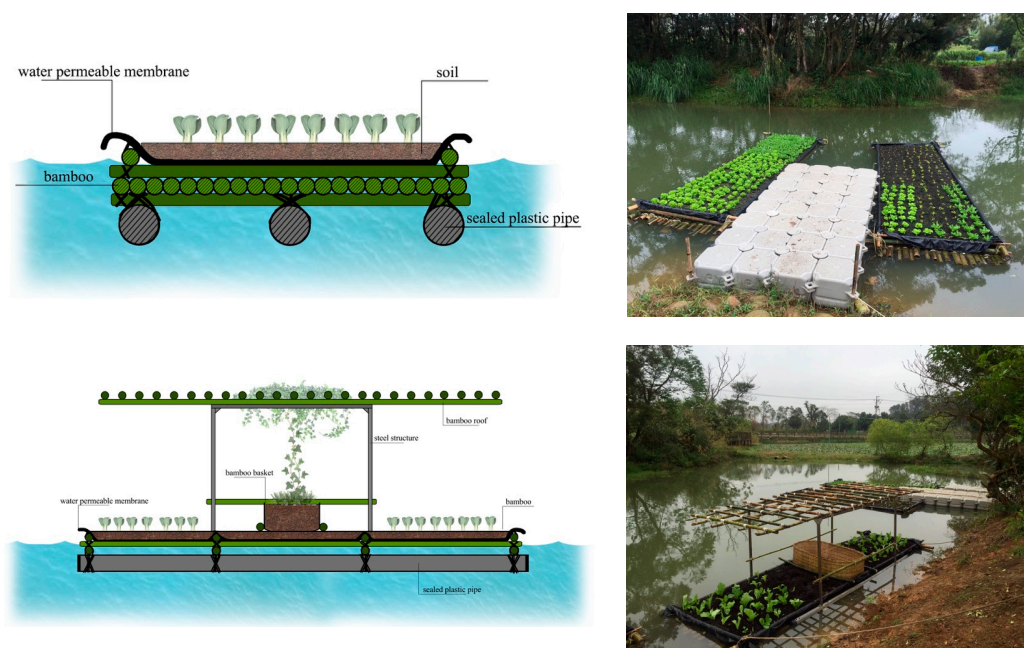 water permeable membrane
soil
bamboo
sealed plastic pipe
bamboo roof
steel structure
bamboo basket
water permeable membrane
bamboo
sealed plastic pipe